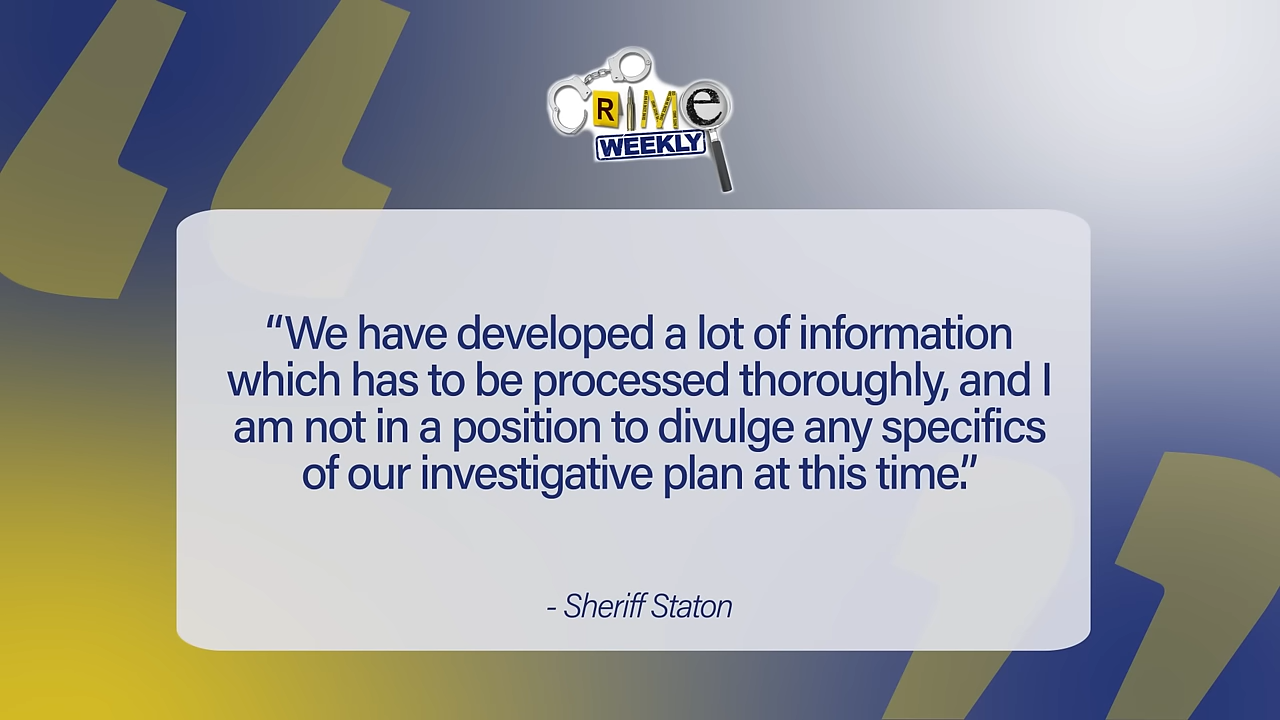 CRIMe
WEEKLY
“We have developed a lot of information
which has to be processed thoroughly, and I
am not in a position to divulge any specifics
of our investigative plan at this time.”
- Sheriff Staton